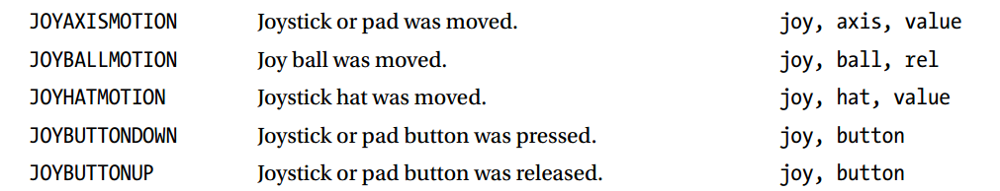 JOYAXISMOTION Joystick or pad was moved. joy, axis, value
JOYBALLMOTION Joy ball was moved. joy, ball, rel
JOYHATMOTION Joystick hat was moved. joy, hat, value
JOYBUTTONDOWN Joystick or pad button was pressed. joy, button
JOYBUTTONUP Joystick or pad button was released. joy, button